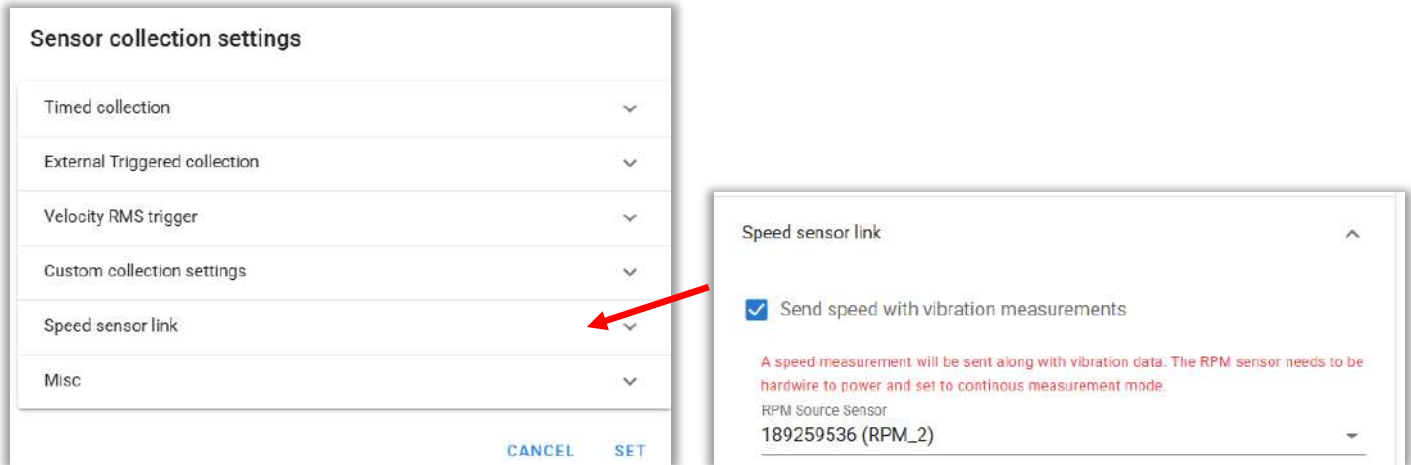 Sensor collection settings
Timed collection
External Triggered collection
Velocity RMS trigger
Custom collection settings
Speed sensor link
Misc
CANCEL SET
Speed sensor link
Send speed with vibration measurements
A speed measurement will be sent along with vibration data. The RPM sensor needs to be
hardwire to power and set to continous measurement mode.
RPM Source Sensor
189259536 (RPM_2)